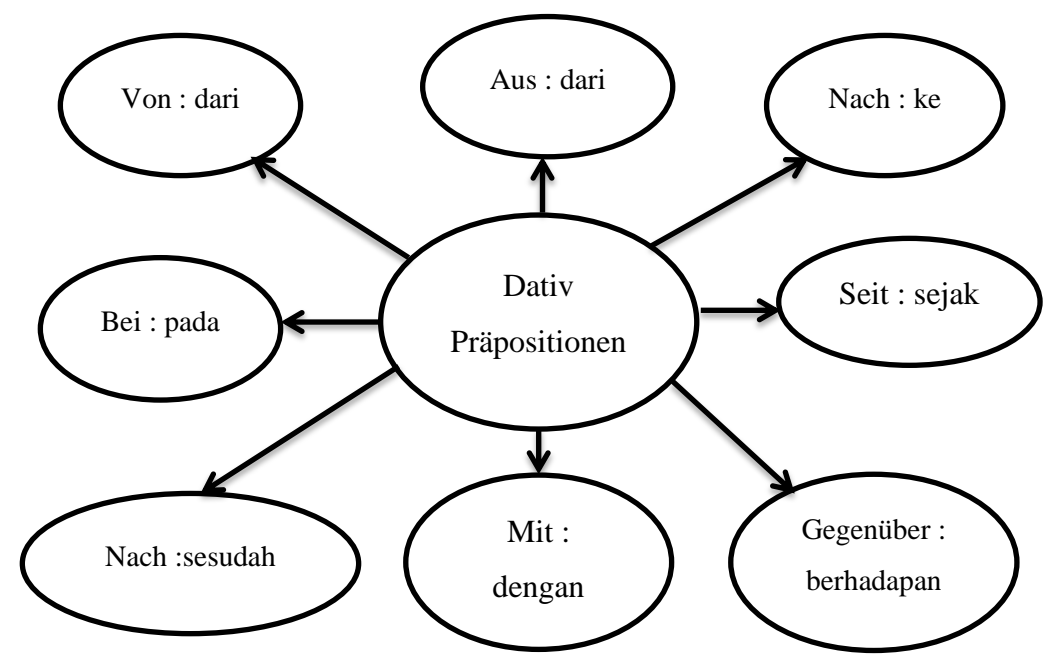 Von : dari
Aus : dari
Nach : ke
Dativ
Präpositionen
Bei : pada
Seit : sejak
Nach :sesudah
Mit :
dengan
Gegenüber :
berhadapan